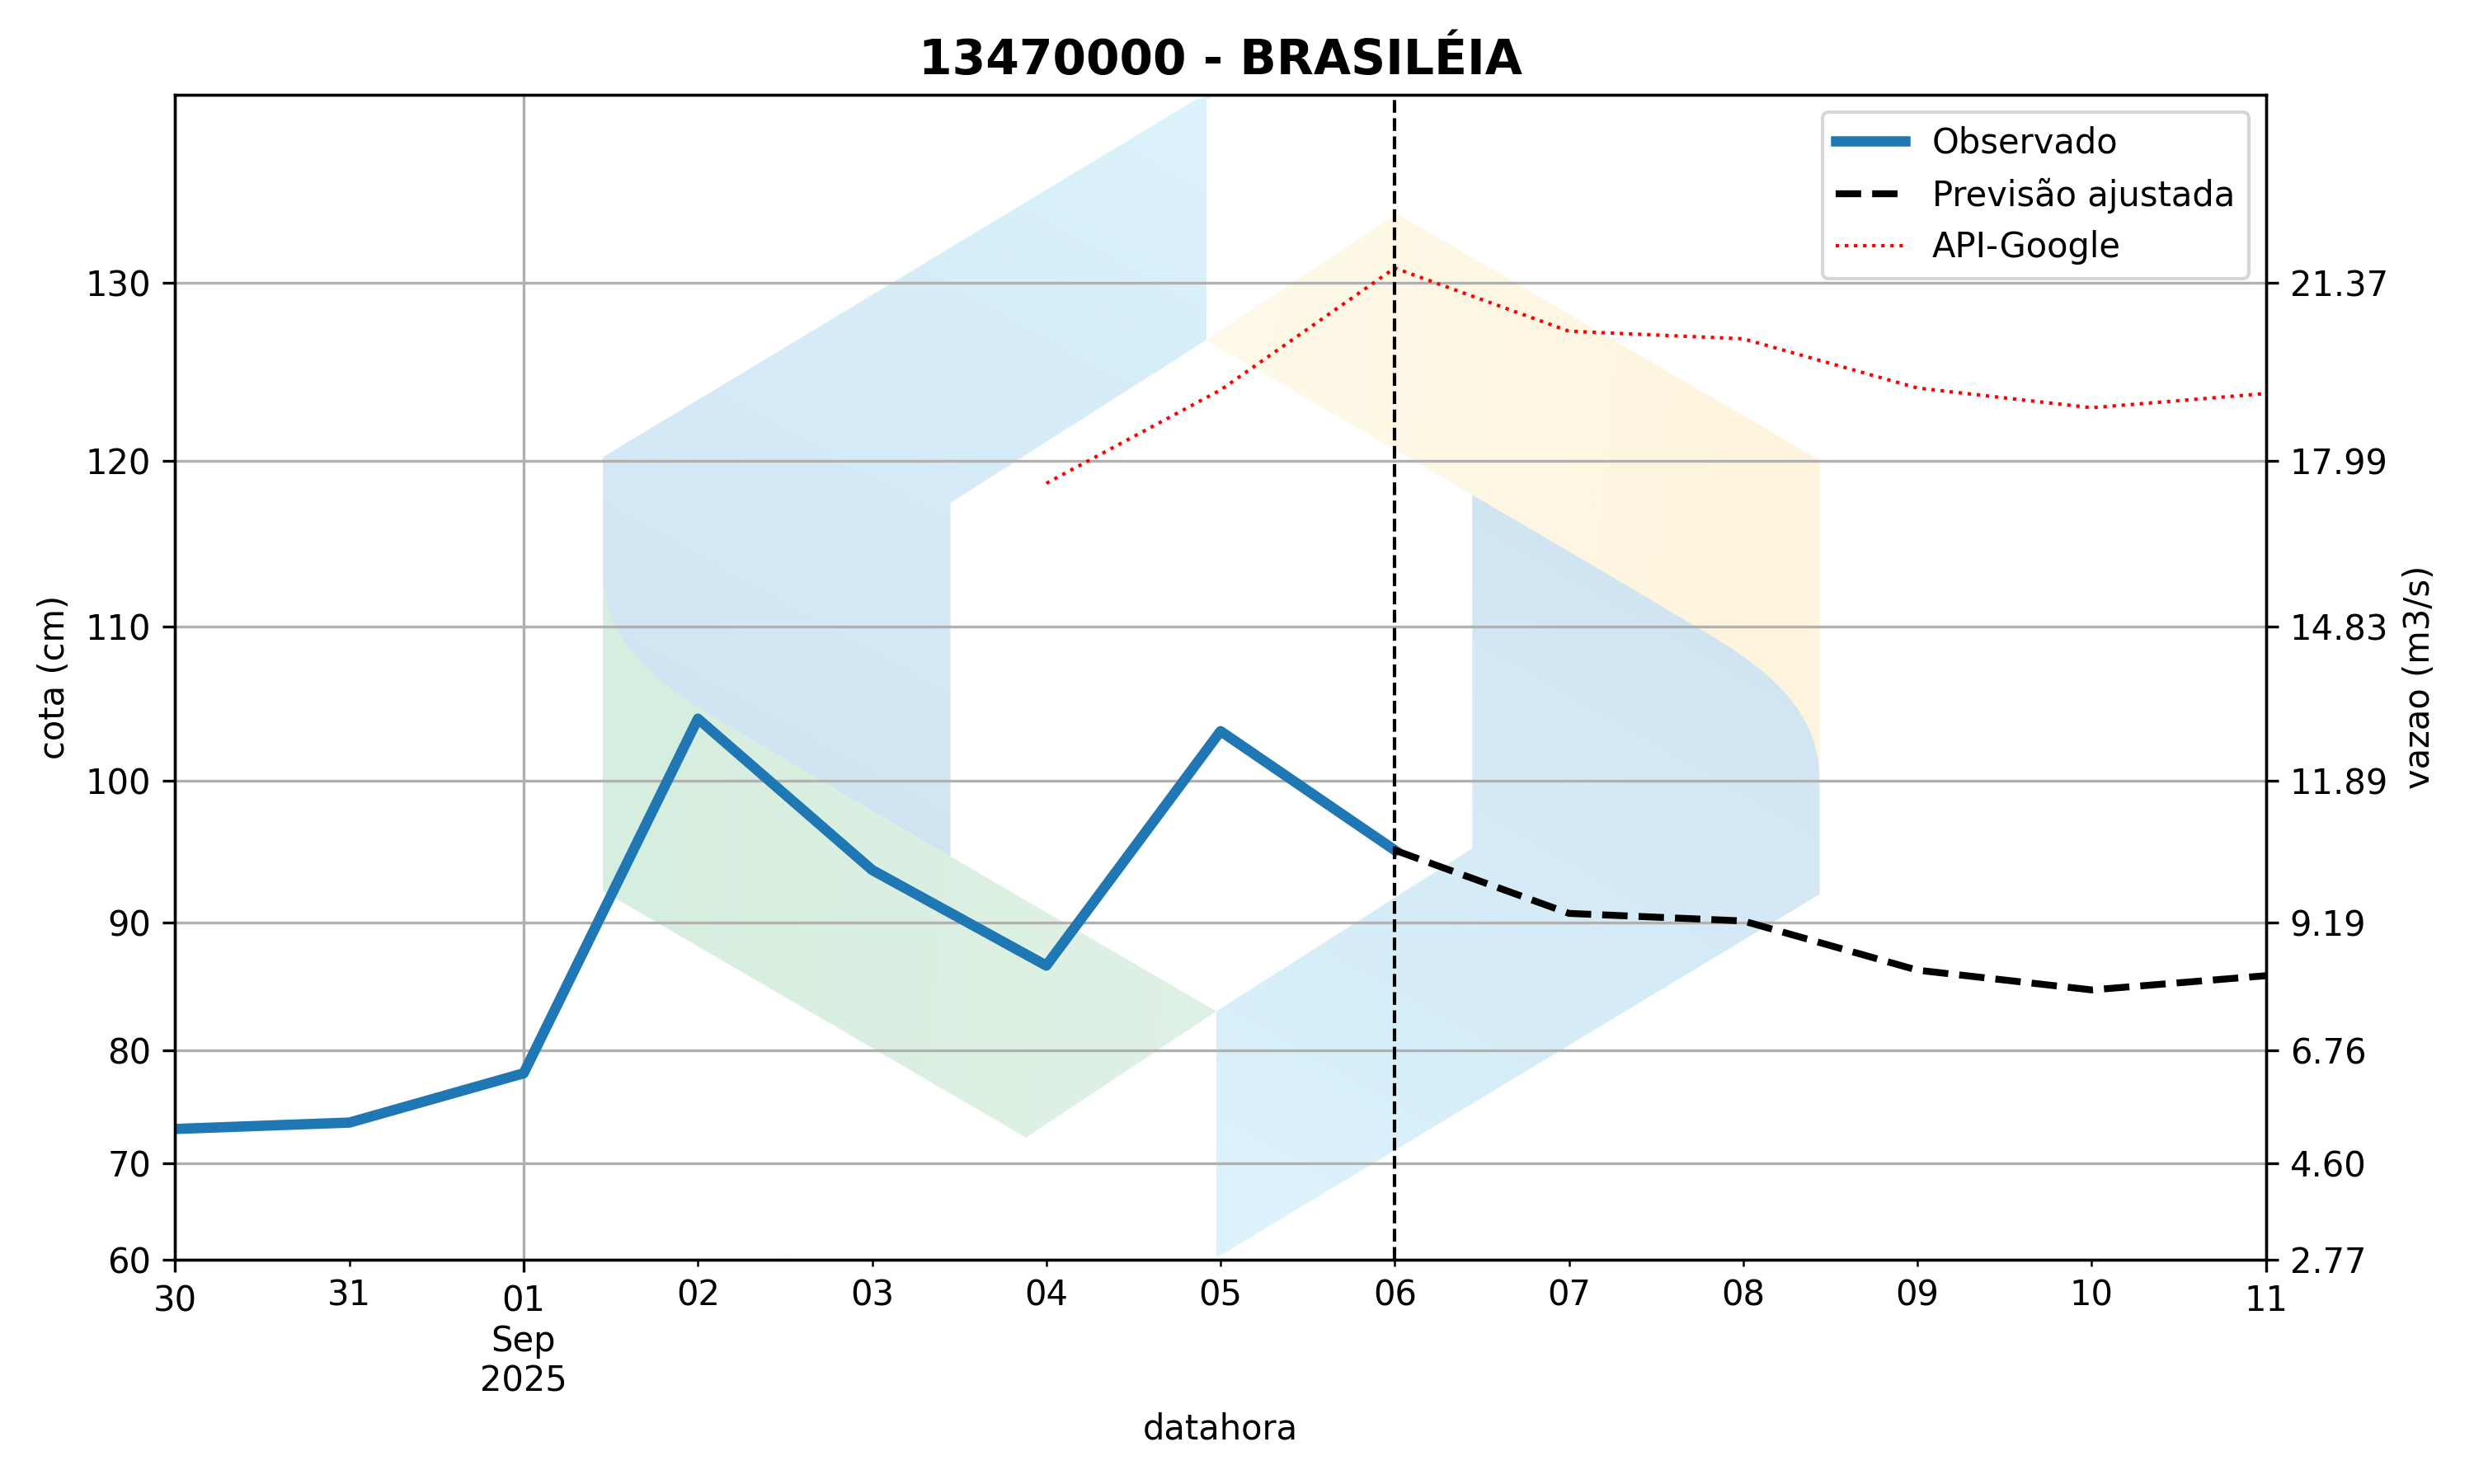 13470000 - BRASILÉIA
Observado
Previsão ajustada
API-Google
cota (cm)
130
120
110
100
90
80
70
60
21.37
17.99
14.83
11.89
9.19
6.76
4.60
2.77
vazao (m3/s)
30 31 01 02 03 04 05 06 07 08 09 10 11
Sep
2025
datahora